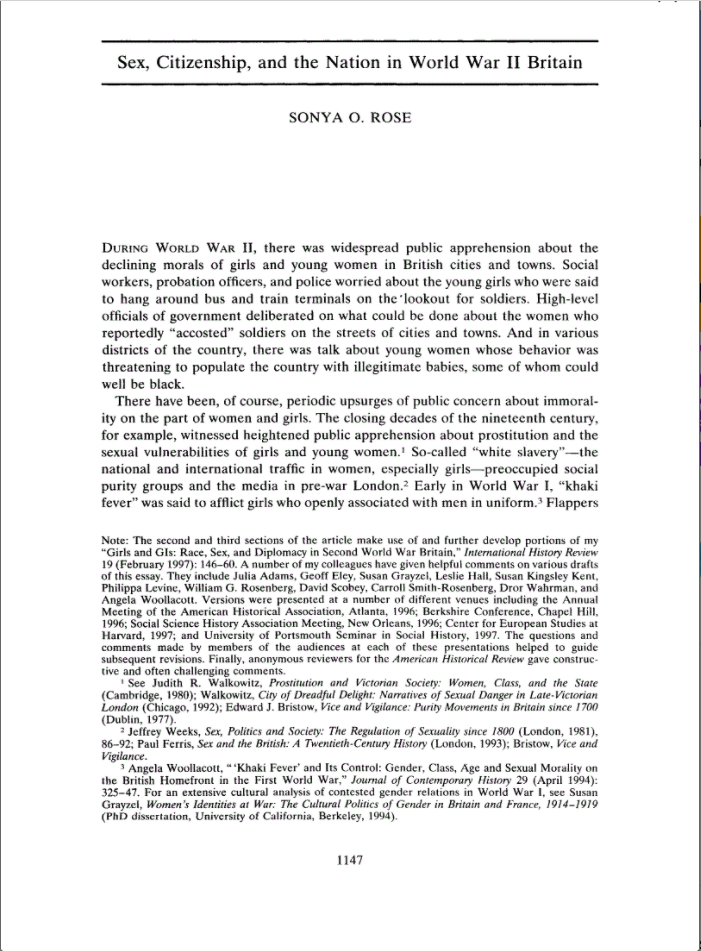 Sex, Citizenship, and the Nation in World War II Britain
SONYA O. ROSE
DURING WORLD WAR II, there was widespread public apprehension about the
declining morals of girls and young women in British cities and towns. Social
workers, probation officers, and police worried about the young girls who were said
to hang around bus and train terminals on the lookout for soldiers. High-level
officials of government deliberated on what could be done about the women who
reportedly “accosted” soldiers on the streets of cities and towns. And in various
districts of the country, there was talk about young women whose behavior was
threatening to populate the country with illegitimate babies, some of whom could
well be black.
There have been, of course, periodic upsurges of public concern about immoral-
ity on the part of women and girls. The closing decades of the nineteenth century,
for example, witnessed heightened public apprehension about prostitution and the
sexual vulnerabilities of girls and young women.¹ So-called “white slavery”—the
national and international traffic in women, especially girls—preoccupied social
purity groups and the media in pre-war London.² Early in World War I, “khaki
fever” was said to afflict girls who openly associated with men in uniform.³ Flappers
Note: The second and third sections of the article make use of and further develop portions of my
“Girls and GIs: Race, Sex, and Diplomacy in Second World War Britain,” International History Review
19 (February 1997): 146–60. A number of my colleagues have given helpful comments on various drafts
of this essay. They include Julia Adams, Geoff Eley, Susan Grayzel, Leslie Hall, Susan Kingsley Kent,
Philippa Levine, William G. Rosenberg, David Scobey, Carroll Smith-Rosenberg, Dror Wahrman, and
Angela Woollacott. Versions were presented at a number of different venues including the Annual
Meeting of the American Historical Association, Atlanta, 1996; Berkshire Conference, Chapel Hill,
1996; Social Science History Association Meeting, New Orleans, 1996; Center for European Studies at
Harvard, 1997; and University of Portsmouth Seminar in Social History, 1997. The questions and
comments made by members of the audiences at each of these presentations helped to guide
subsequent revisions. Finally, anonymous reviewers for the American Historical Review gave construc-
tive and often challenging comments.
¹ See Judith R. Walkowitz, Prostitution and Victorian Society: Women, Class, and the State
(Cambridge, 1980); Walkowitz, City of Dreadful Delight: Narratives of Sexual Danger in Late-Victorian
London (Chicago, 1992); Edward J. Bristow, Vice and Vigilance: Purity Movements in Britain since 1700
(Dublin, 1977).
² Jeffrey Weeks, Sex, Politics and Society: The Regulation of Sexuality since 1800 (London, 1981),
86–92; Paul Ferris, Sex and the British: A Twentieth-Century History (London, 1993); Bristow, Vice and
Vigilance.
³ Angela Woollacott, “ ‘Khaki Fever’ and Its Control: Gender, Class, Age and Sexual Morality on
the British Homefront in the First World War,” Journal of Contemporary History 29 (April 1994):
325–47. For an extensive cultural analysis of contested gender relations in World War I, see Susan
Grayzel, Women's Identities at War: The Cultural Politics of Gender in Britain and France, 1914–1919
(PhD dissertation, University of California, Berkeley, 1994).
1147